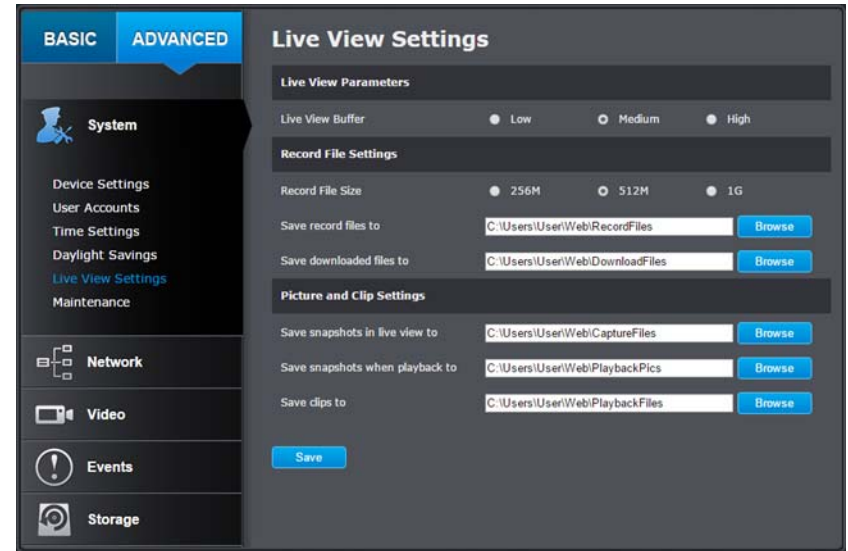 BASIC ADVANCED
System
Device Settings
User Accounts
Time Settings
Daylight Savings
Live View Settings
Maintenance
Network
Video
Events
Storage
Live View Settings
Live View Parameters
Live View Buffer Low Medium High
Record File Settings
Record File Size 256M 512M 1G
Save record files to C:\Users\User\Web\RecordFiles Browse
Save downloaded files to C:\Users\User\Web\DownloadFiles Browse
Picture and Clip Settings
Save snapshots in live view to C:\Users\User\Web\CaptureFiles Browse
Save snapshots when playback to C:\Users\User\Web\PlaybackPics Browse
Save clips to C:\Users\User\Web\PlaybackFiles Browse
Save